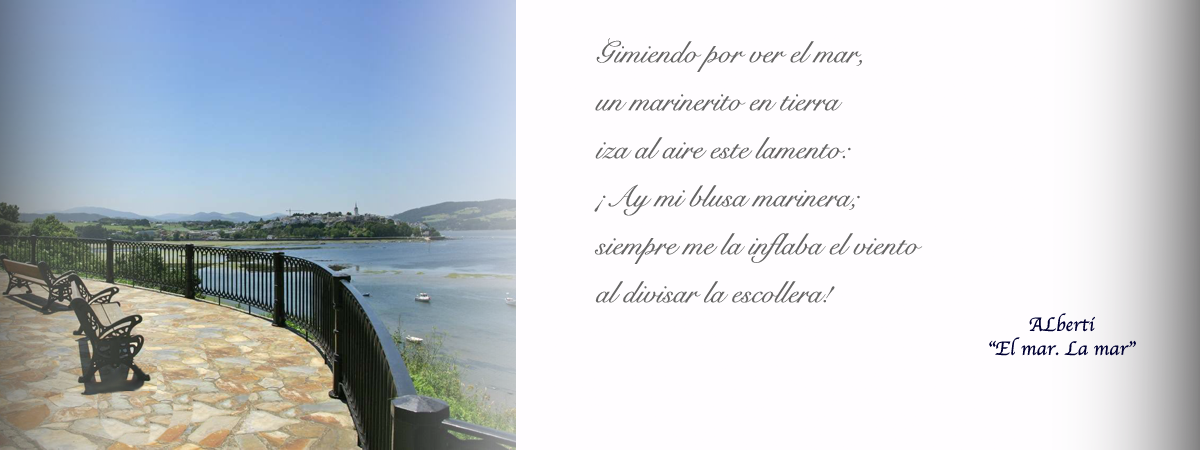 Gimiendo por ver el mar,
un marinerito en tierra
iza al aire este lamento:
¡Ay mi blusa marinera;
siempre me la inflaba el viento
al divisar la escollera!
ALberti
“El mar. La mar”